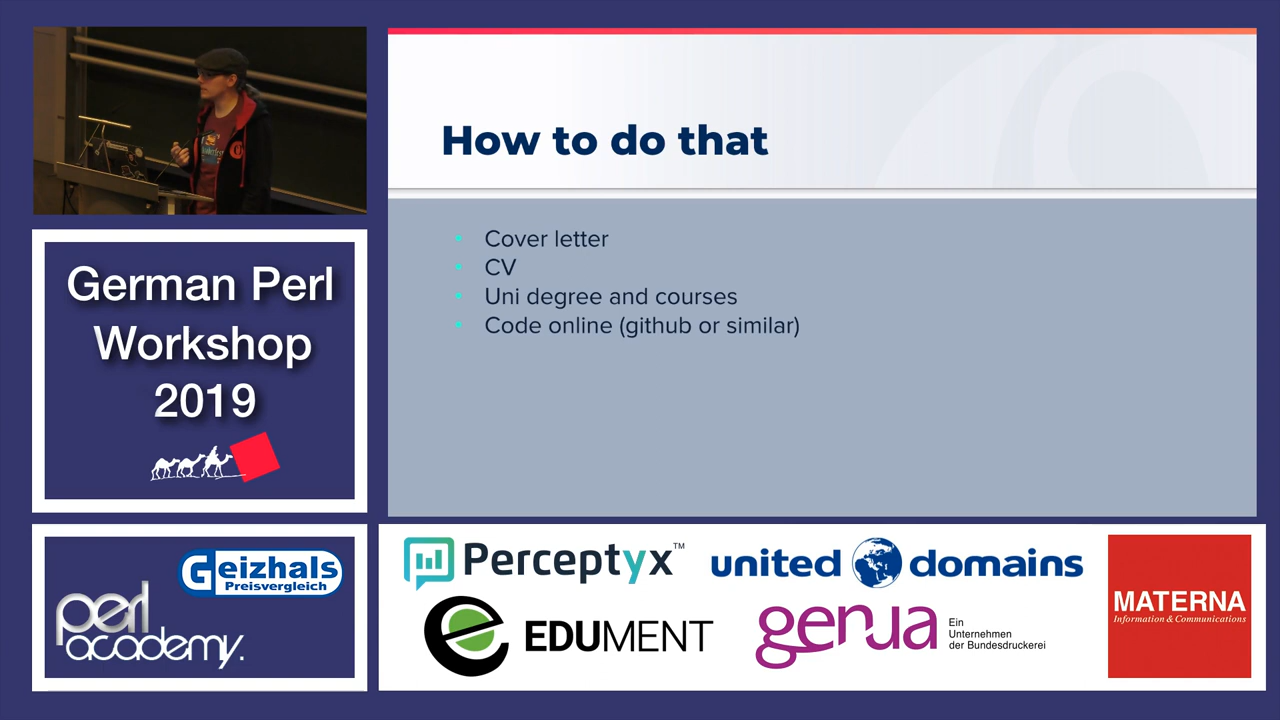 How to do that
Cover letter
CV
Uni degree and courses
Code online (github or similar)
German Perl
Workshop
2019
Geizhals
Preisvergleich
perl
academy.
Perceptyx™
united domains
EDUMENT
genua
Ein
Unternehmen
der Bundesdruckerei
MATERNA
Information & Communications